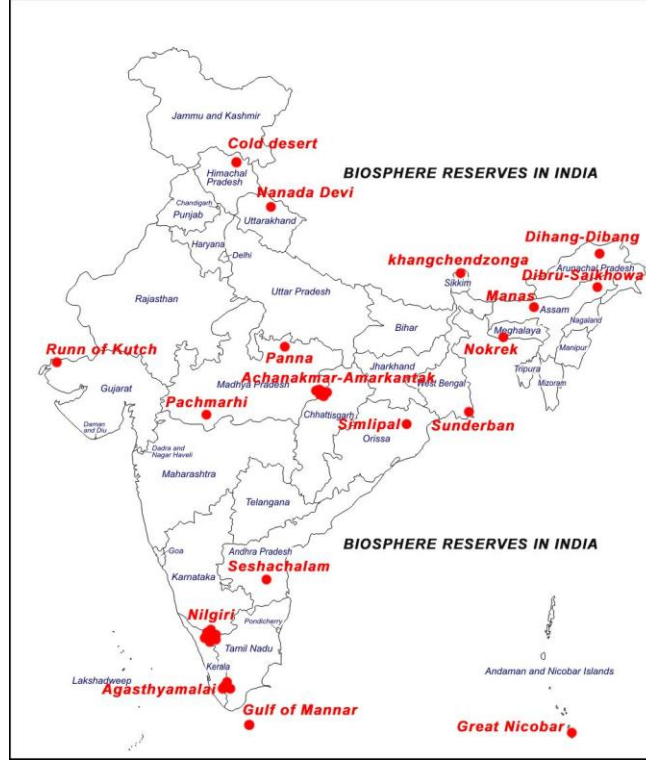 Jammu and Kashmir
Cold desert
BIOSPHERE RESERVES IN INDIA
Himachal
Pradesh
Nanada Devi
Chandigarh
Punjab
Uttarakhand
Haryana
Delhi
Dihang-Dibang
khangchendzonga
Arunachal Pradesh
Dibru-Saikhowa
Sikkim
Uttar Pradesh
Manas
Rajasthan
Assam
Nagaland
Bihar
Meghalaya
Runn of Kutch
Panna
Nokrek
Manipur
Jharkhand
Tripura
Achanakmar-Amarkantak
Mizoram
Gujarat
Madhya Pradesh
West Bengal
Pachmarhi
Chhattisgarh
Simlipal
Sunderban
Daman
and Diu
Orissa
Dadra and
Nagar Haveli
Maharashtra
Telangana
BIOSPHERE RESERVES IN INDIA
Goa
Andhra Pradesh
Seshachalam
Karnataka
Nilgiri
Pondicherry
Tamil Nadu
Kerala
Andaman and Nicobar Islands
Lakshadweep
Agasthyamalai
Gulf of Mannar
Great Nicobar